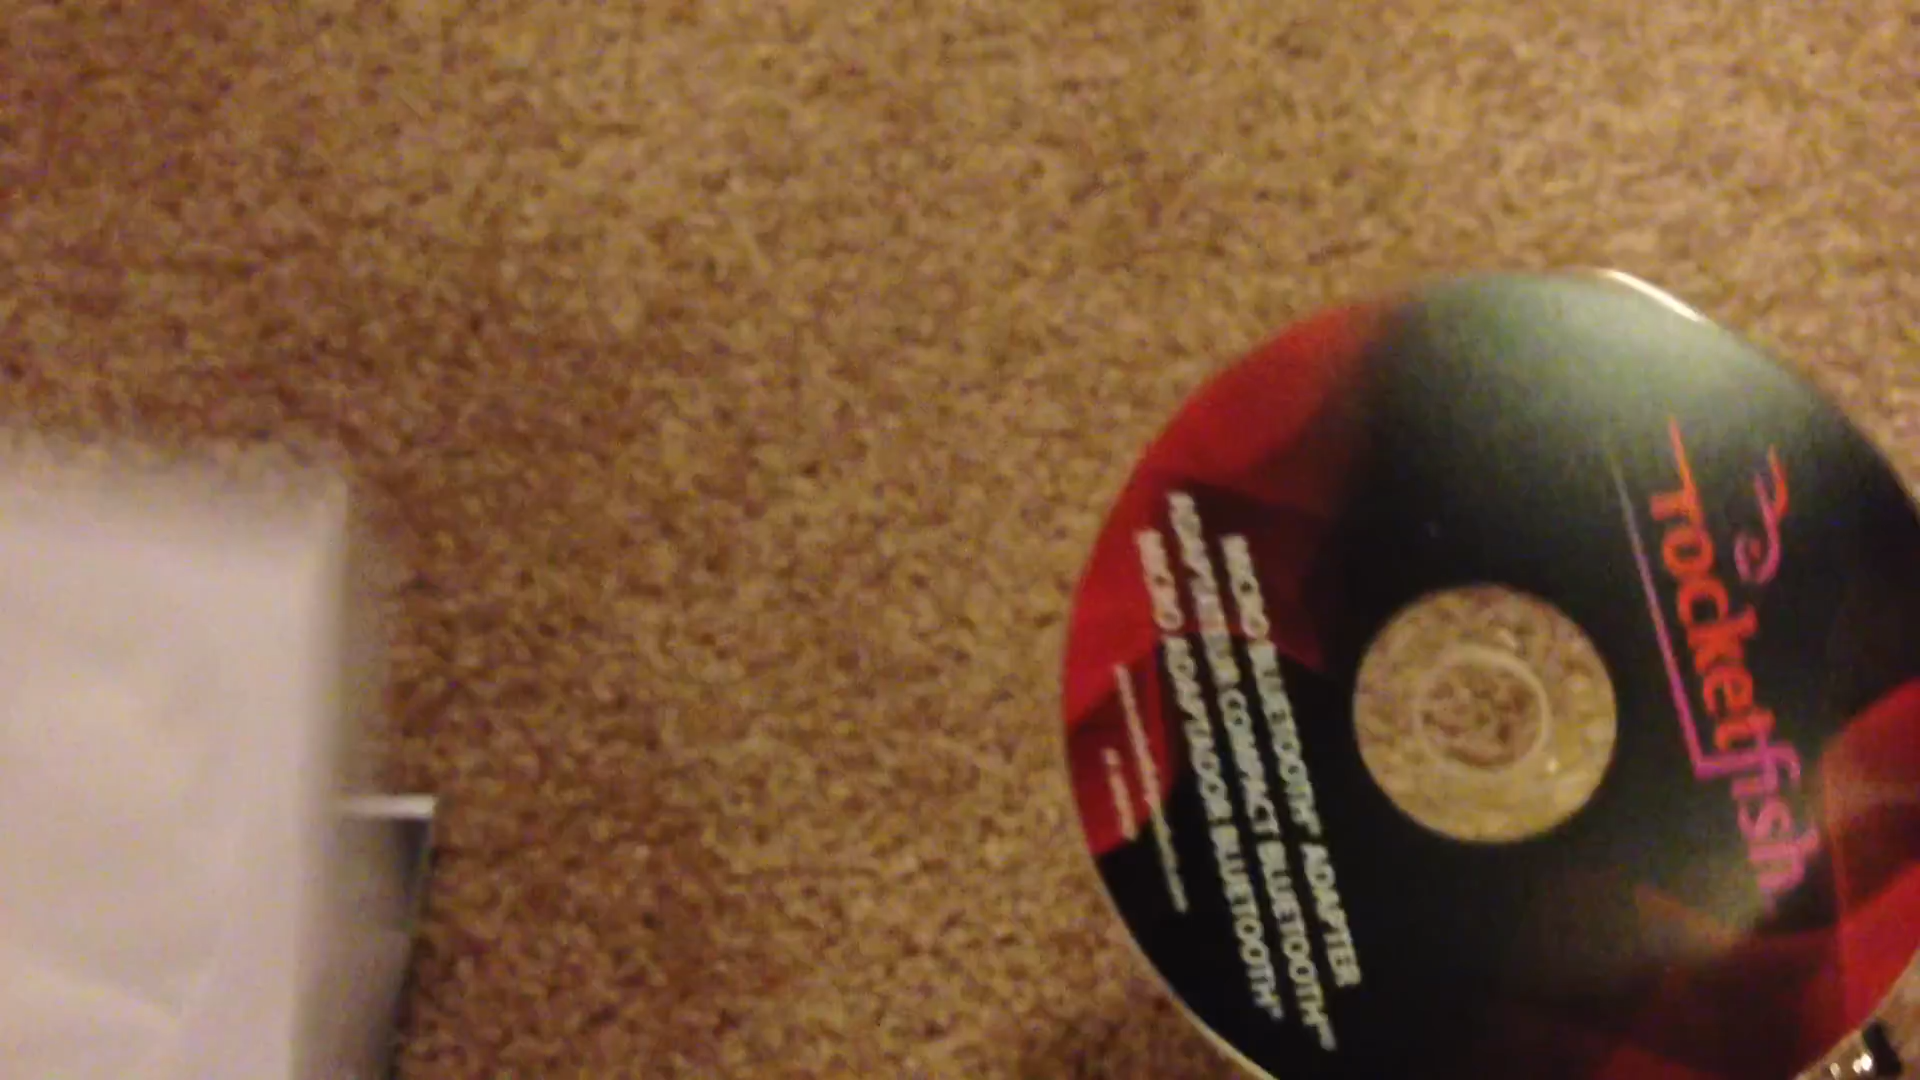 rocketfish
MICRO BLUETOOTH® ADAPTER
ADAPTATEUR COMPACT BLUETOOTH®
MICRO ADAPTADOR BLUETOOTH®